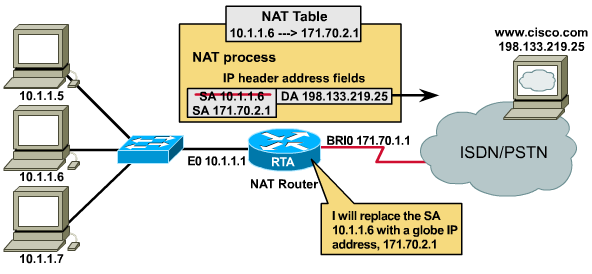 NAT Table
10.1.1.6 ---> 171.70.2.1
NAT process
IP header address fields
SA 10.1.1.6
DA 198.133.219.25
SA 171.70.2.1
www.cisco.com
198.133.219.25
10.1.1.5
10.1.1.6
10.1.1.7
E0 10.1.1.1
RTA
NAT Router
BRI0 171.70.1.1
ISDN/PSTN
I will replace the SA
10.1.1.6 with a globe IP
address, 171.70.2.1